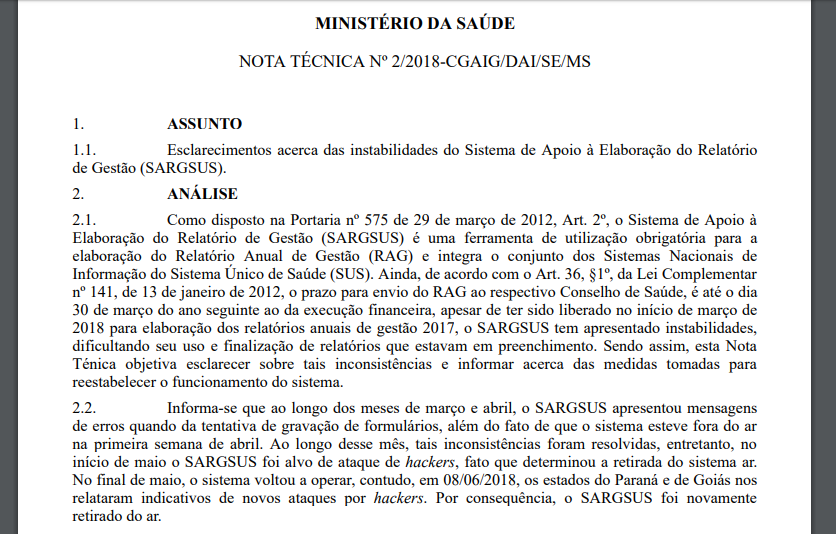 MINISTÉRIO DA SAÚDE
NOTA TÉCNICA Nº 2/2018-CGAIG/DAI/SE/MS
1. ASSUNTO
1.1. Esclarecimentos acerca das instabilidades do Sistema de Apoio à Elaboração do Relatório
de Gestão (SARGSUS).
2. ANÁLISE
2.1. Como disposto na Portaria nº 575 de 29 de março de 2012, Art. 2º, o Sistema de Apoio à
Elaboração do Relatório de Gestão (SARGSUS) é uma ferramenta de utilização obrigatória para a
elaboração do Relatório Anual de Gestão (RAG) e integra o conjunto dos Sistemas Nacionais de
Informação do Sistema Único de Saúde (SUS). Ainda, de acordo com o Art. 36, §1º, da Lei Complementar
nº 141, de 13 de janeiro de 2012, o prazo para envio do RAG ao respectivo Conselho de Saúde, é até o dia
30 de março do ano seguinte ao da execução financeira, apesar de ter sido liberado no início de março de
2018 para elaboração dos relatórios anuais de gestão 2017, o SARGSUS tem apresentado instabilidades,
dificultando seu uso e finalização de relatórios que estavam em preenchimento. Sendo assim, esta Nota
Ténica objetiva esclarecer sobre tais inconsistências e informar acerca das medidas tomadas para
reestabelecer o funcionamento do sistema.
2.2. Informa-se que ao longo dos meses de março e abril, o SARGSUS apresentou mensagens
de erros quando da tentativa de gravação de formulários, além do fato de que o sistema esteve fora do ar
na primeira semana de abril. Ao longo desse mês, tais inconsistências foram resolvidas, entretanto, no
início de maio o SARGSUS foi alvo de ataque de hackers, fato que determinou a retirada do sistema ar.
No final de maio, o sistema voltou a operar, contudo, em 08/06/2018, os estados do Paraná e de Goiás nos
relataram indicativos de novos ataques por hackers. Por consequência, o SARGSUS foi novamente
retirado do ar.